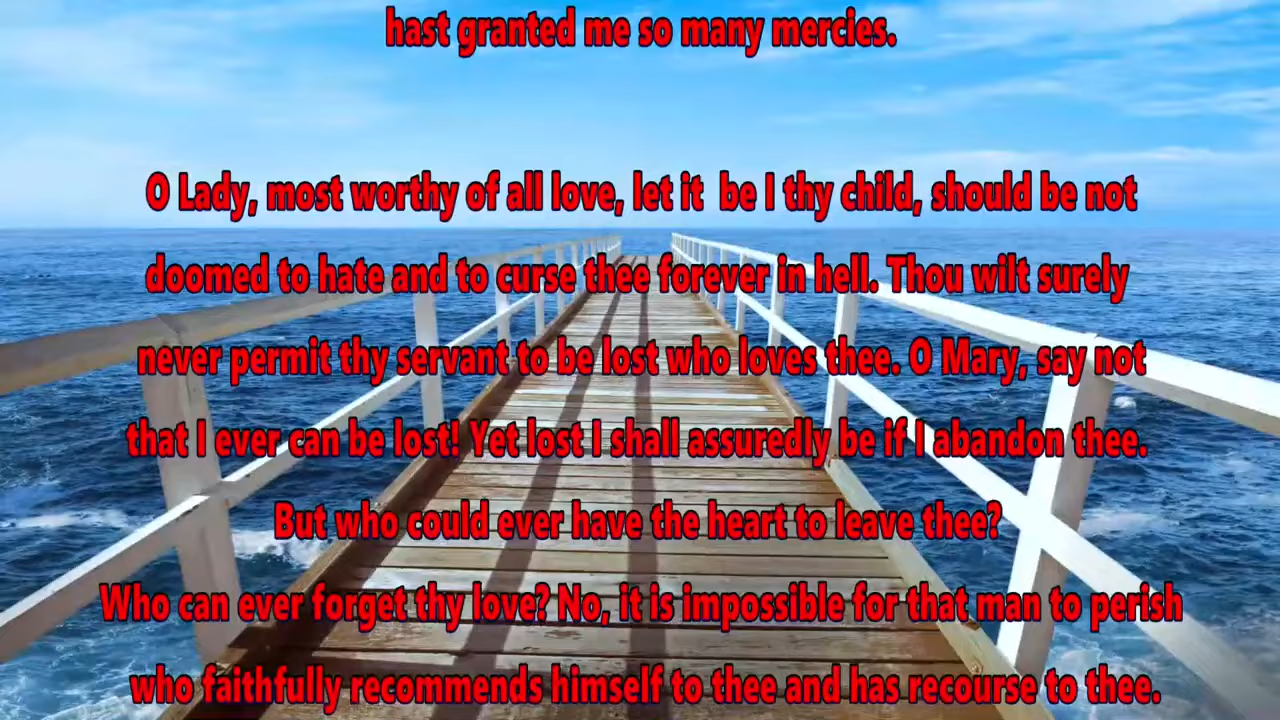 hast granted me so many mercies.
O Lady, most worthy of all love, let it be I thy child, should be not
doomed to hate and to curse thee forever in hell. Thou wilt surely
never permit thy servant to be lost who loves thee. O Mary, say not
that I ever can be lost! Yet lost I shall assuredly be if I abandon thee.
But who could ever have the heart to leave thee?
Who can ever forget thy love? No, it is impossible for that man to perish
who faithfully recommends himself to thee and has recourse to thee.